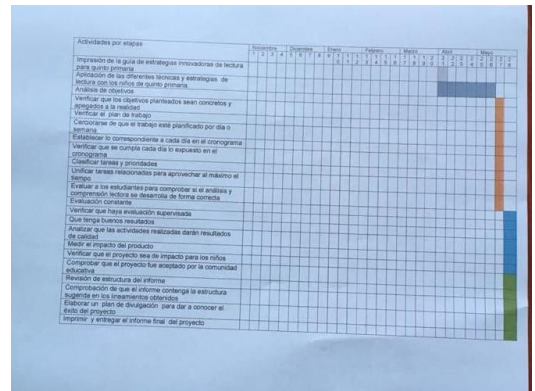 Actividades por etapas
Noviembre Diciembre Enero Febrero Marzo Abril Mayo
1 2 3 4 5 6 7 8 9
Impresión de la guía de estrategias innovadoras de lectura
para quinto primaria
Aplicación de las diferentes técnicas y estrategias de
lectura con los niños de quinto primaria
Análisis de objetivos
Verificar que los objetivos planteados sean concretos y
apegados a la realidad
Verificar el plan de trabajo
Cerciorarse de que el trabajo esté planificado por día o
semana
Establecer lo correspondiente a cada día en el cronograma
Verificar que se cumpla cada día lo expuesto en el
cronograma
Clasificar tareas y prioridades
Unificar tareas relacionadas para aprovechar al máximo el
tiempo
Evaluar a los estudiantes para comprobar si el análisis y
comprensión lectora se desarrolla de forma correcta
Evaluación constante
Verificar que haya evaluación supervisada
Que tenga buenos resultados
Analizar que las actividades realizadas darán resultados
de calidad
Medir el impacto del producto
Verificar que el proyecto sea de impacto para los niños
Comprobar que el proyecto fue aceptado por la comunidad
educativa
Revisión de estructura del informe
Comprobación de que el informe contenga la estructura
sugerida en los lineamientos obtenidos
Elaborar un plan de divulgación para dar a conocer el
éxito del proyecto
Imprimir y entregar el informe final del proyecto